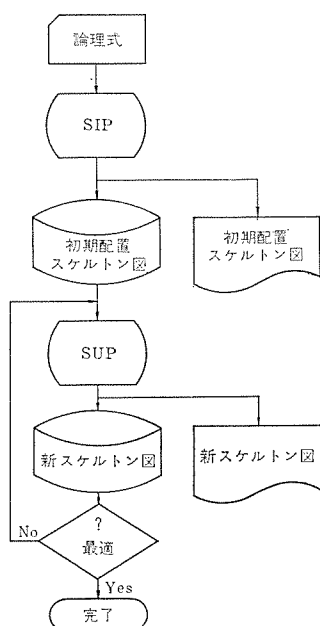 論理式
SIP
初期配置
スケルトン図
初期配置
スケルトン図
SUP
新スケルトン図
新スケルトン図
?
最適
No
Yes
完了